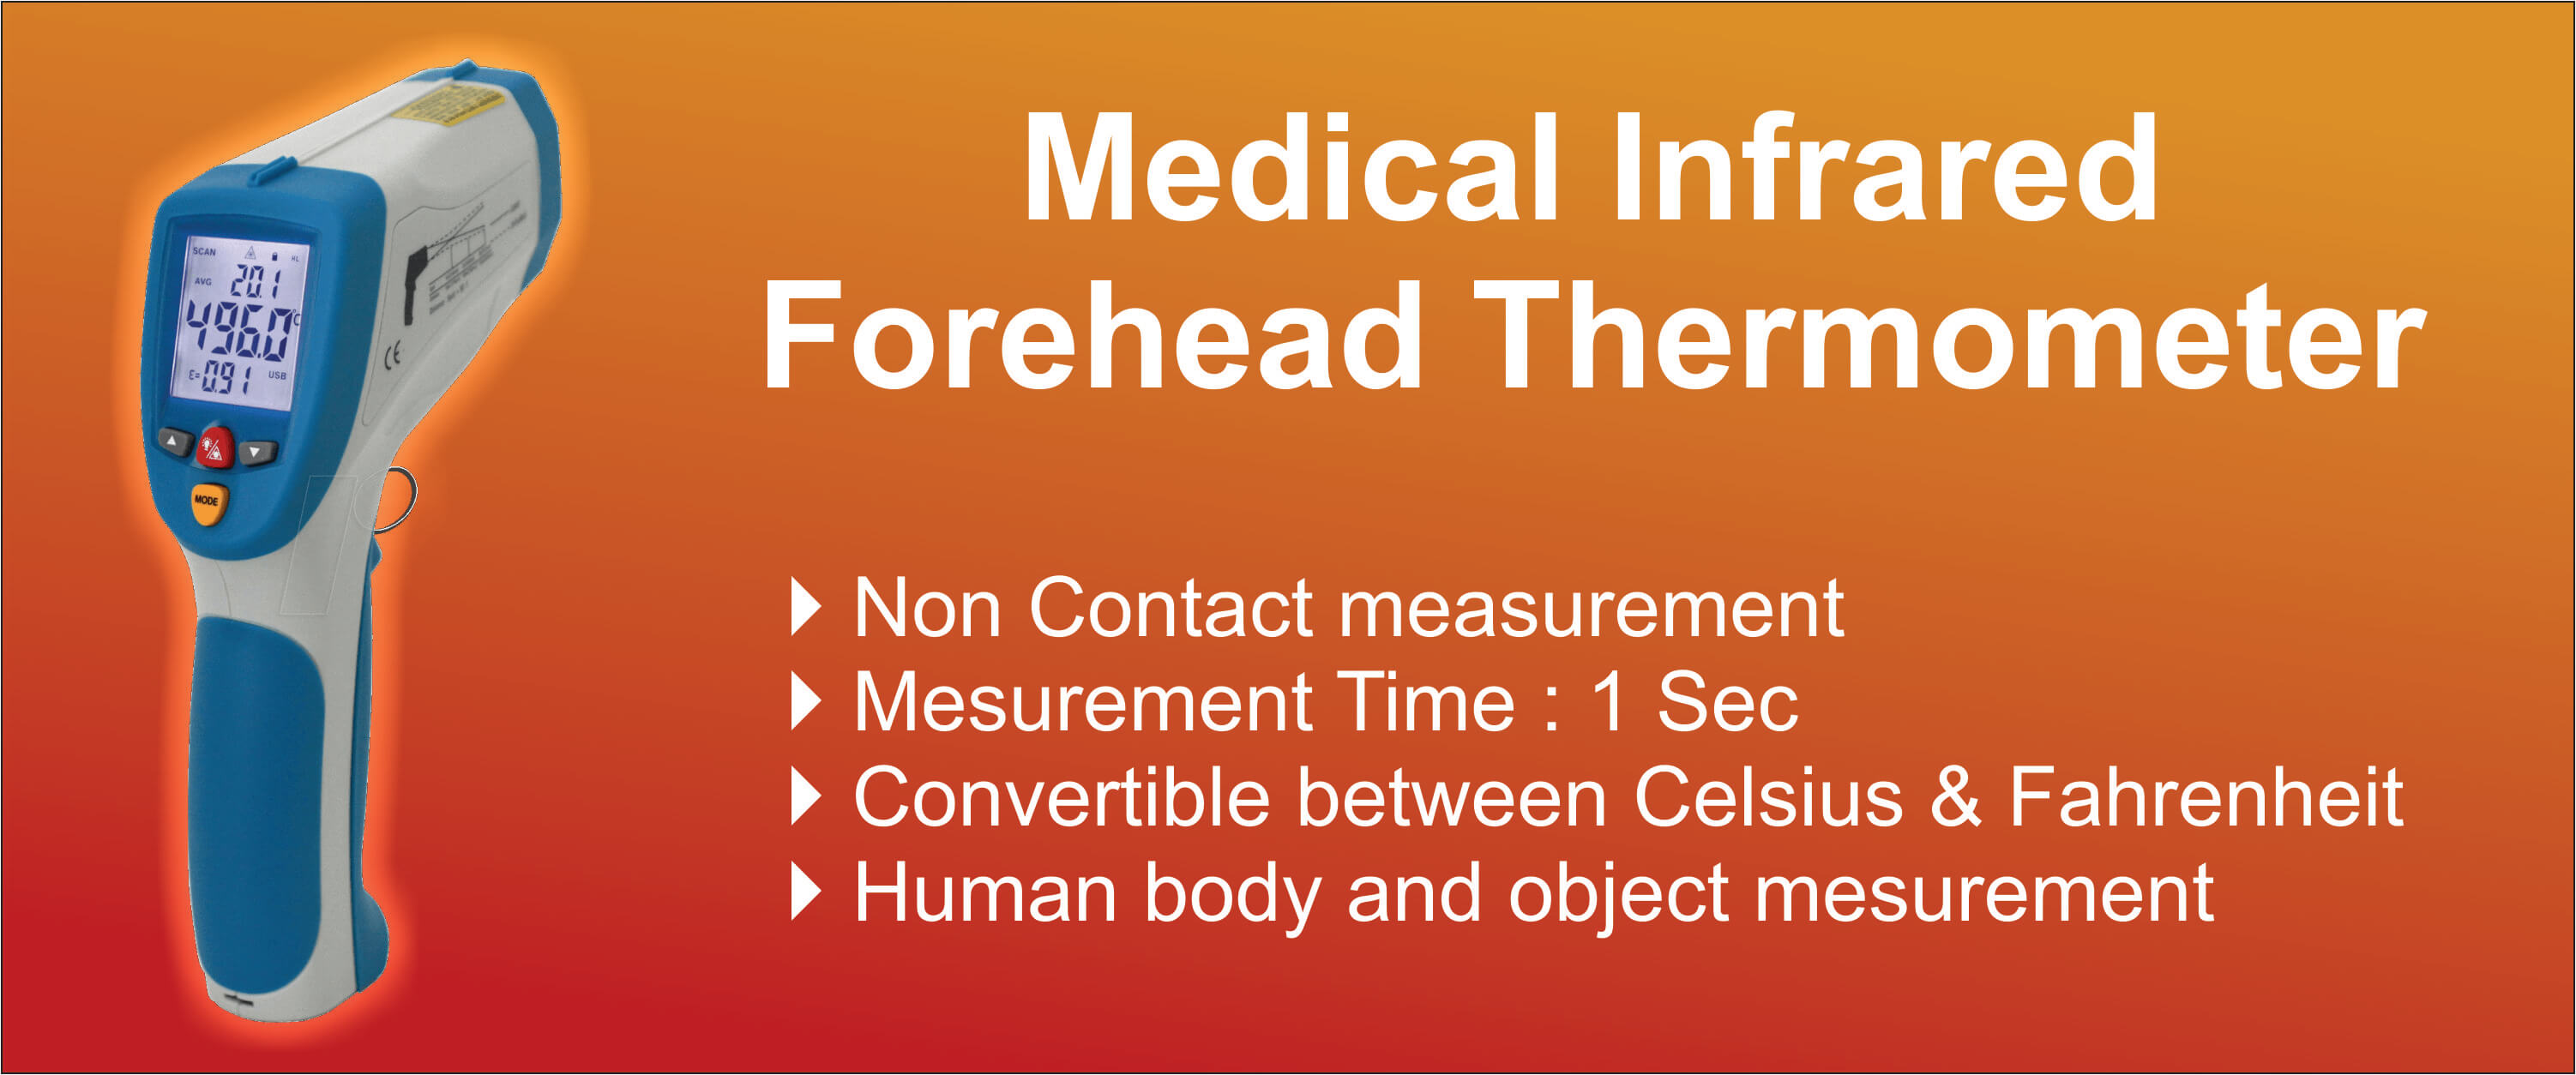 Medical Infrared
Forehead Thermometer
SCAN
AVG 20.1
496.0 °C
ε= 0.91 USB
MODE
CE
Non Contact measurement
Mesurement Time : 1 Sec
Convertible between Celsius & Fahrenheit
Human body and object mesurement